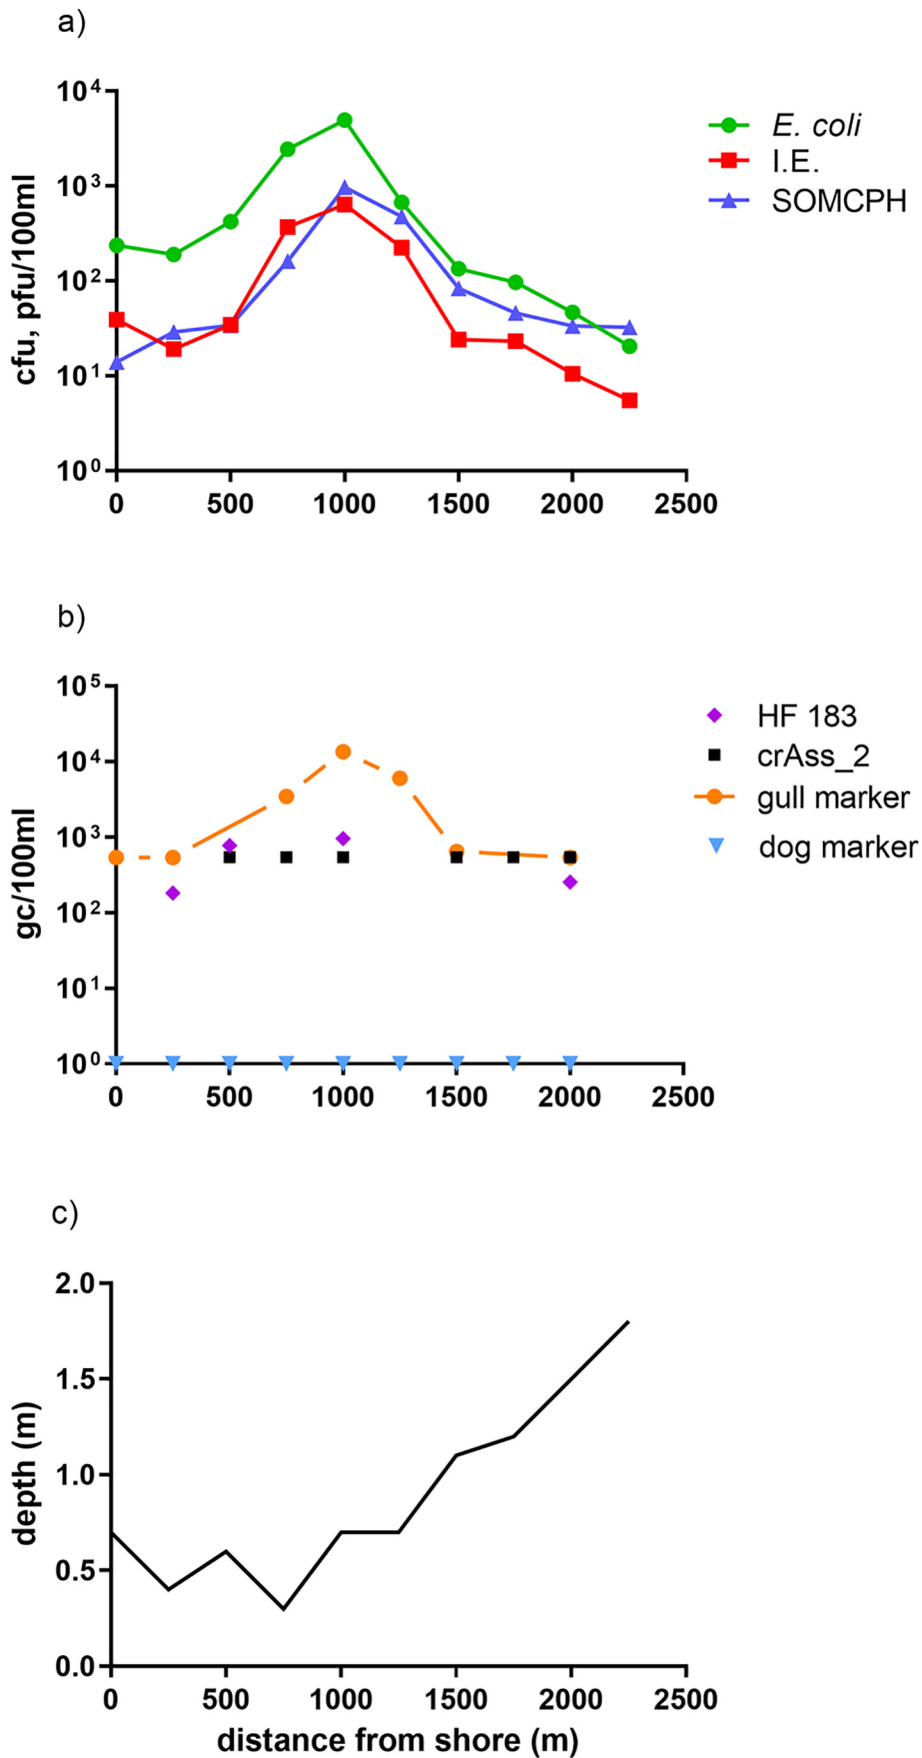 a)
10⁴
10³
10²
10¹
10⁰
cfu, pfu/100ml
0 500 1000 1500 2000 2500
E. coli
I.E.
SOMCPH
b)
10⁵
10⁴
10³
10²
10¹
10⁰
gc/100ml
0 500 1000 1500 2000 2500
HF 183
crAss_2
gull marker
dog marker
c)
2.0
1.5
1.0
0.5
0.0
depth (m)
0 500 1000 1500 2000 2500
distance from shore (m)